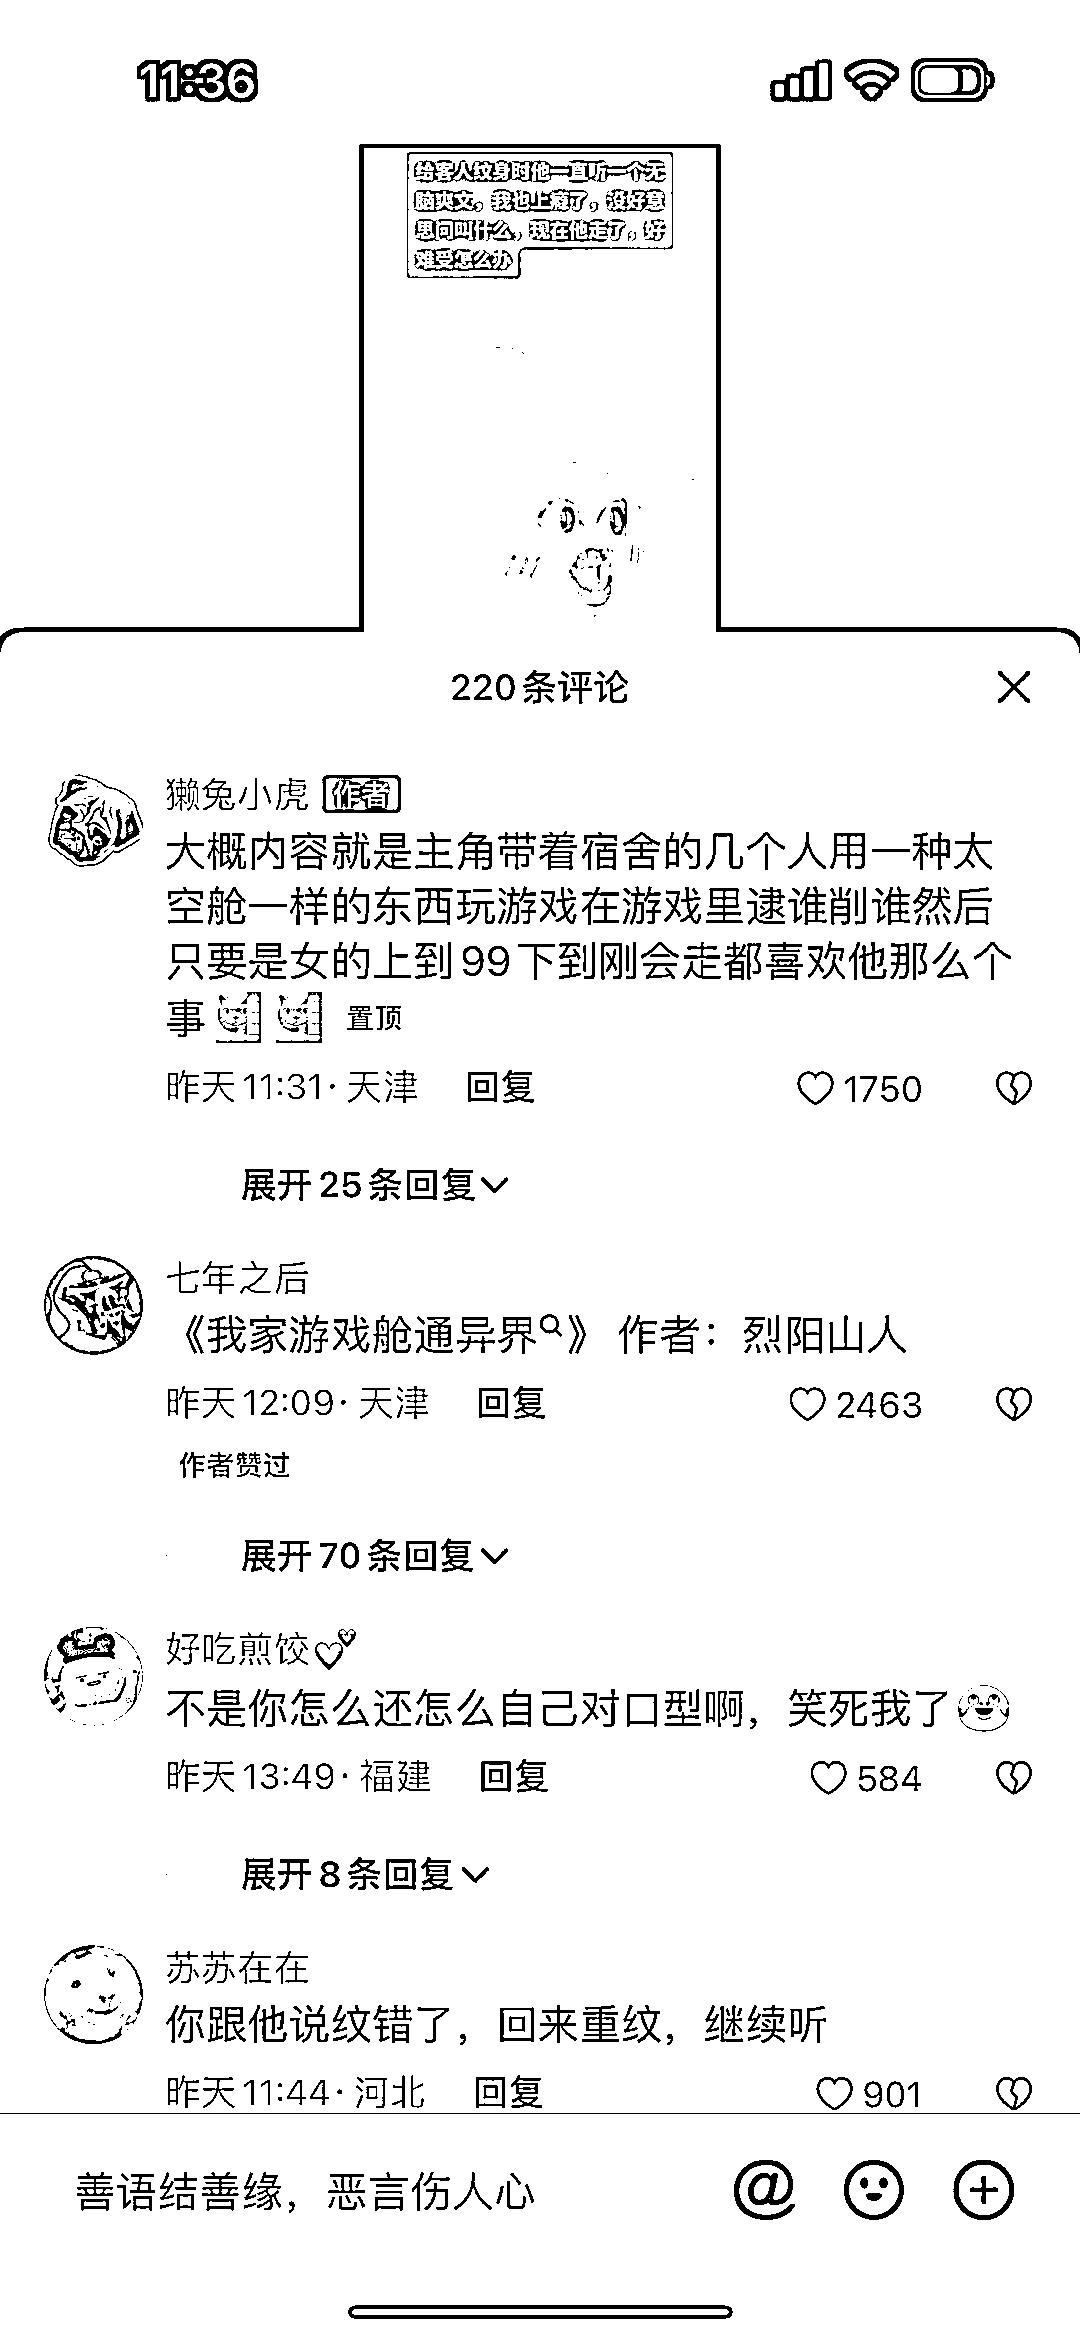 11:36
给客人纹身时他一直听一个无
脑爽文，我也上瘾了，没好意
思问叫什么，现在他走了，好
难受怎么办
220条评论
獭兔小虎 作者
大概内容就是主角带着宿舍的几个人用一种太
空舱一样的东西玩游戏在游戏里逮谁削谁然后
只要是女的上到99下到刚会走都喜欢他那么个
事 置顶
昨天11:31·天津 回复 1750
展开25条回复
七年之后
《我家游戏舱通异界》 作者：烈阳山人
昨天12:09·天津 回复 2463
作者赞过
展开70条回复
好吃煎饺
不是你怎么还怎么自己对口型啊，笑死我了
昨天13:49·福建 回复 584
展开8条回复
苏苏在在
你跟他说纹错了，回来重纹，继续听
昨天11:44·河北 回复 901
善语结善缘，恶言伤人心